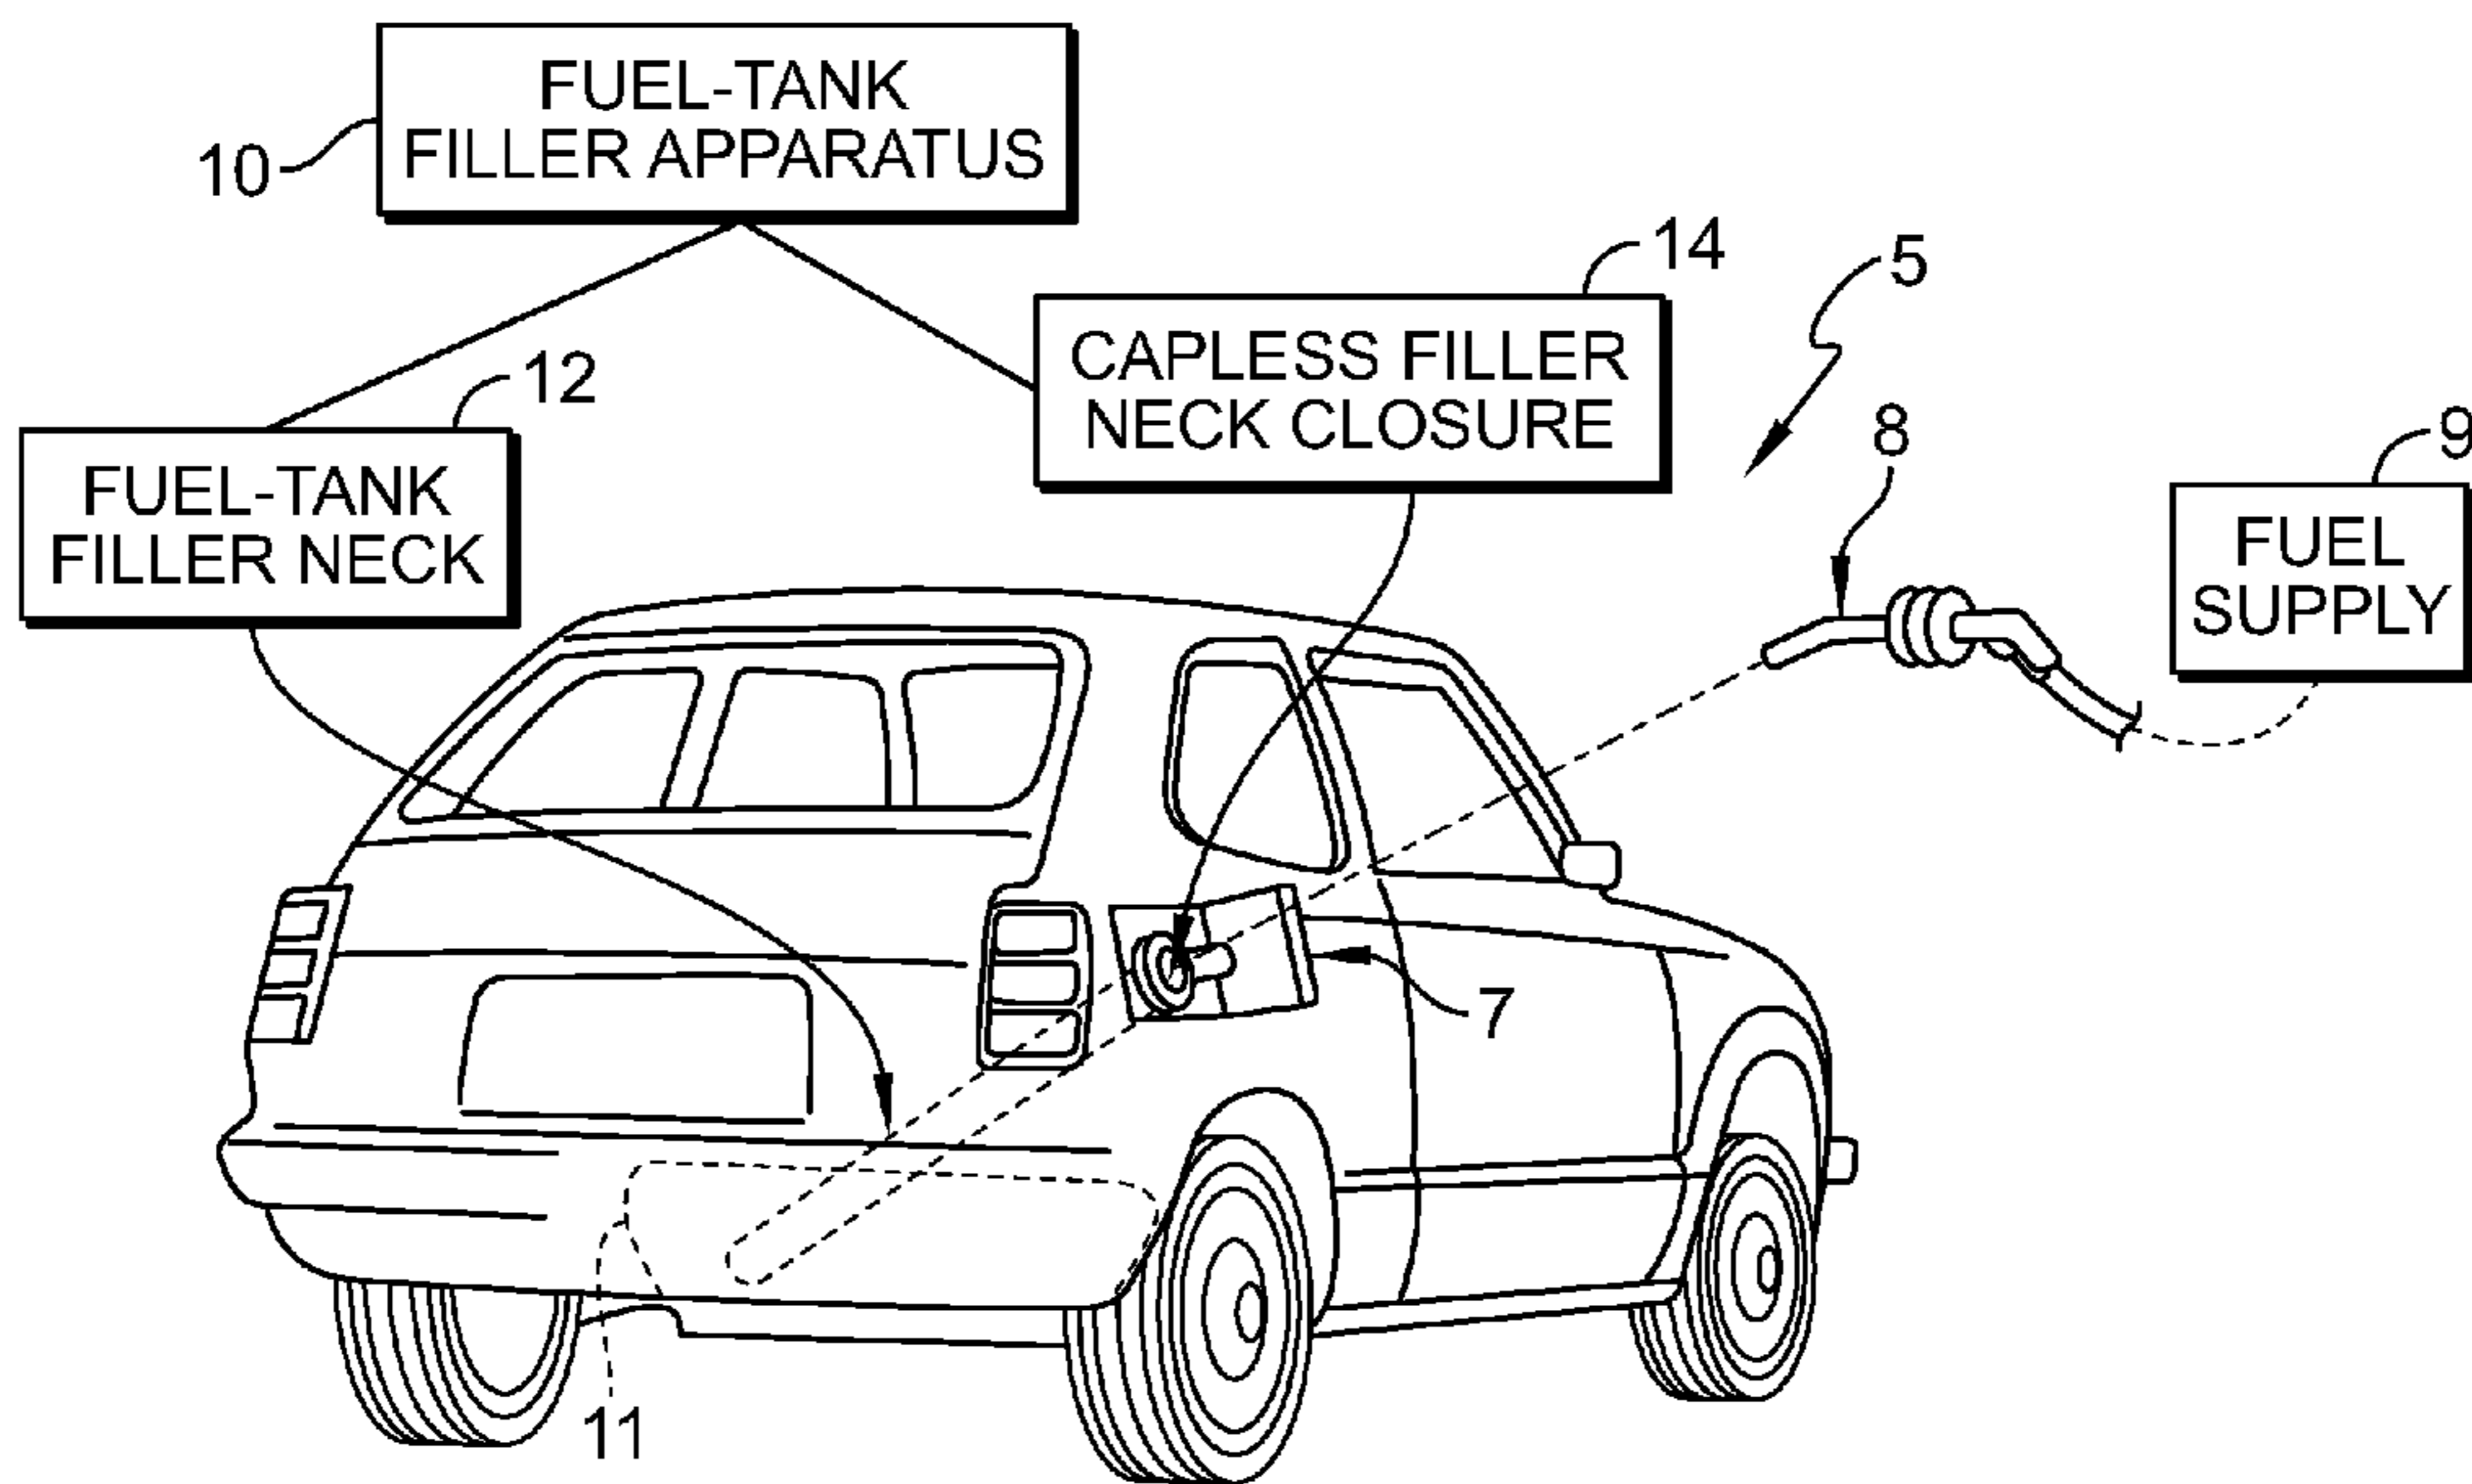 FUEL-TANK
FILLER APPARATUS
10
14
5
CAPLESS FILLER
NECK CLOSURE
12
FUEL-TANK
FILLER NECK
8
9
FUEL
SUPPLY
7
11